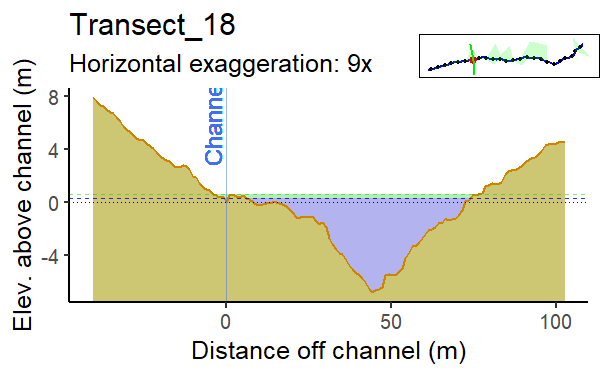 Transect_18
Horizontal exaggeration: 9x
Elev. above channel (m)
8
4
0
-4
Channe
0
50
100
Distance off channel (m)